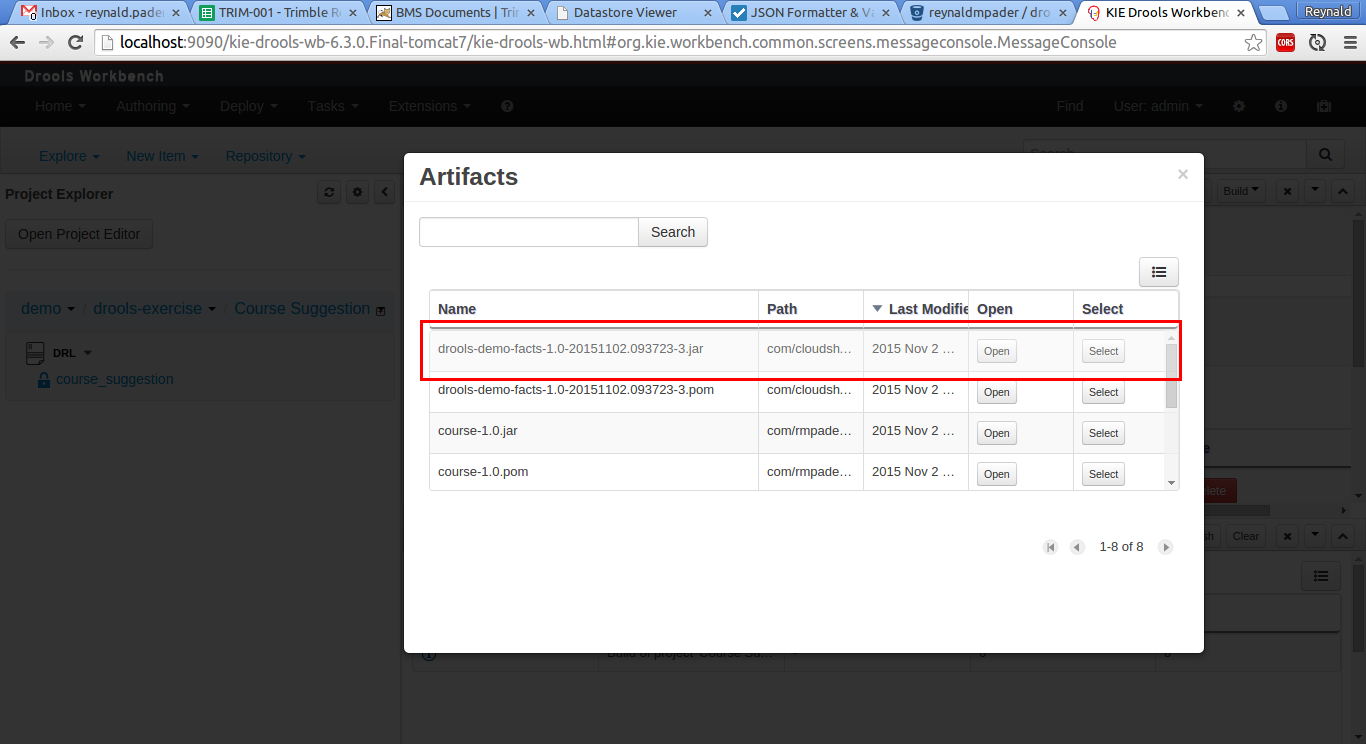 Inbox - reynald.pader TRIM-001 - Trimble Re BMS Documents | Trim Datastore Viewer JSON Formatter & Va reynaldmpader / dro KIE Drools Workbenc Reynald
localhost:9090/kie-drools-wb-6.3.0.Final-tomcat7/kie-drools-wb.html#org.kie.workbench.common.screens.messageconsole.MessageConsole CORS
Drools Workbench
Home Authoring Deploy Tasks Extensions Find User: admin
Explore New Item Repository Search...
Project Explorer
Build
Open Project Editor
demo / drools-exercise / Course Suggestion
DRL
course_suggestion
Artifacts ×
Search
Name Path Last Modifie Open Select
drools-demo-facts-1.0-20151102.093723-3.jar com/cloudsh... 2015 Nov 2 ... Open Select
drools-demo-facts-1.0-20151102.093723-3.pom com/cloudsh... 2015 Nov 2 ... Open Select
course-1.0.jar com/rmpade... 2015 Nov 2 ... Open Select
course-1.0.pom com/rmpade... 2015 Nov 2 ... Open Select
1-8 of 8
Clear
Build of project 'Course Su...